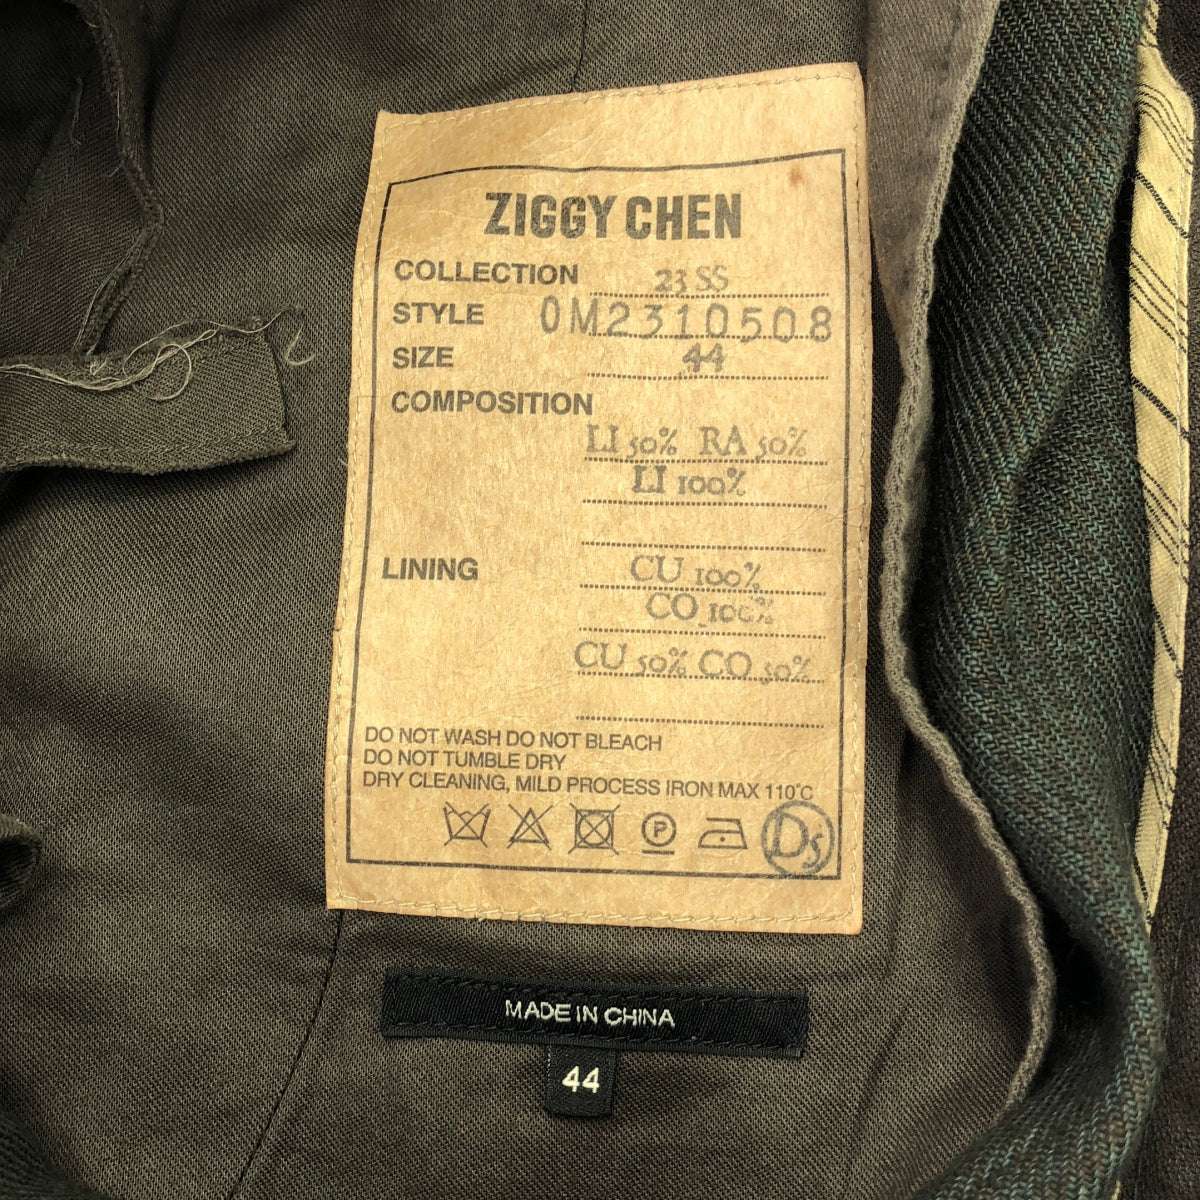 ZIGGY CHEN
COLLECTION 23 SS
STYLE 0M2310508
SIZE 44
COMPOSITION
LI 50% RA 50%
LI 100%
LINING CU 100%
CO 100%
CU 50% CO 50%
DO NOT WASH DO NOT BLEACH
DO NOT TUMBLE DRY
DRY CLEANING, MILD PROCESS IRON MAX 110°C
P
Ds
MADE IN CHINA
44